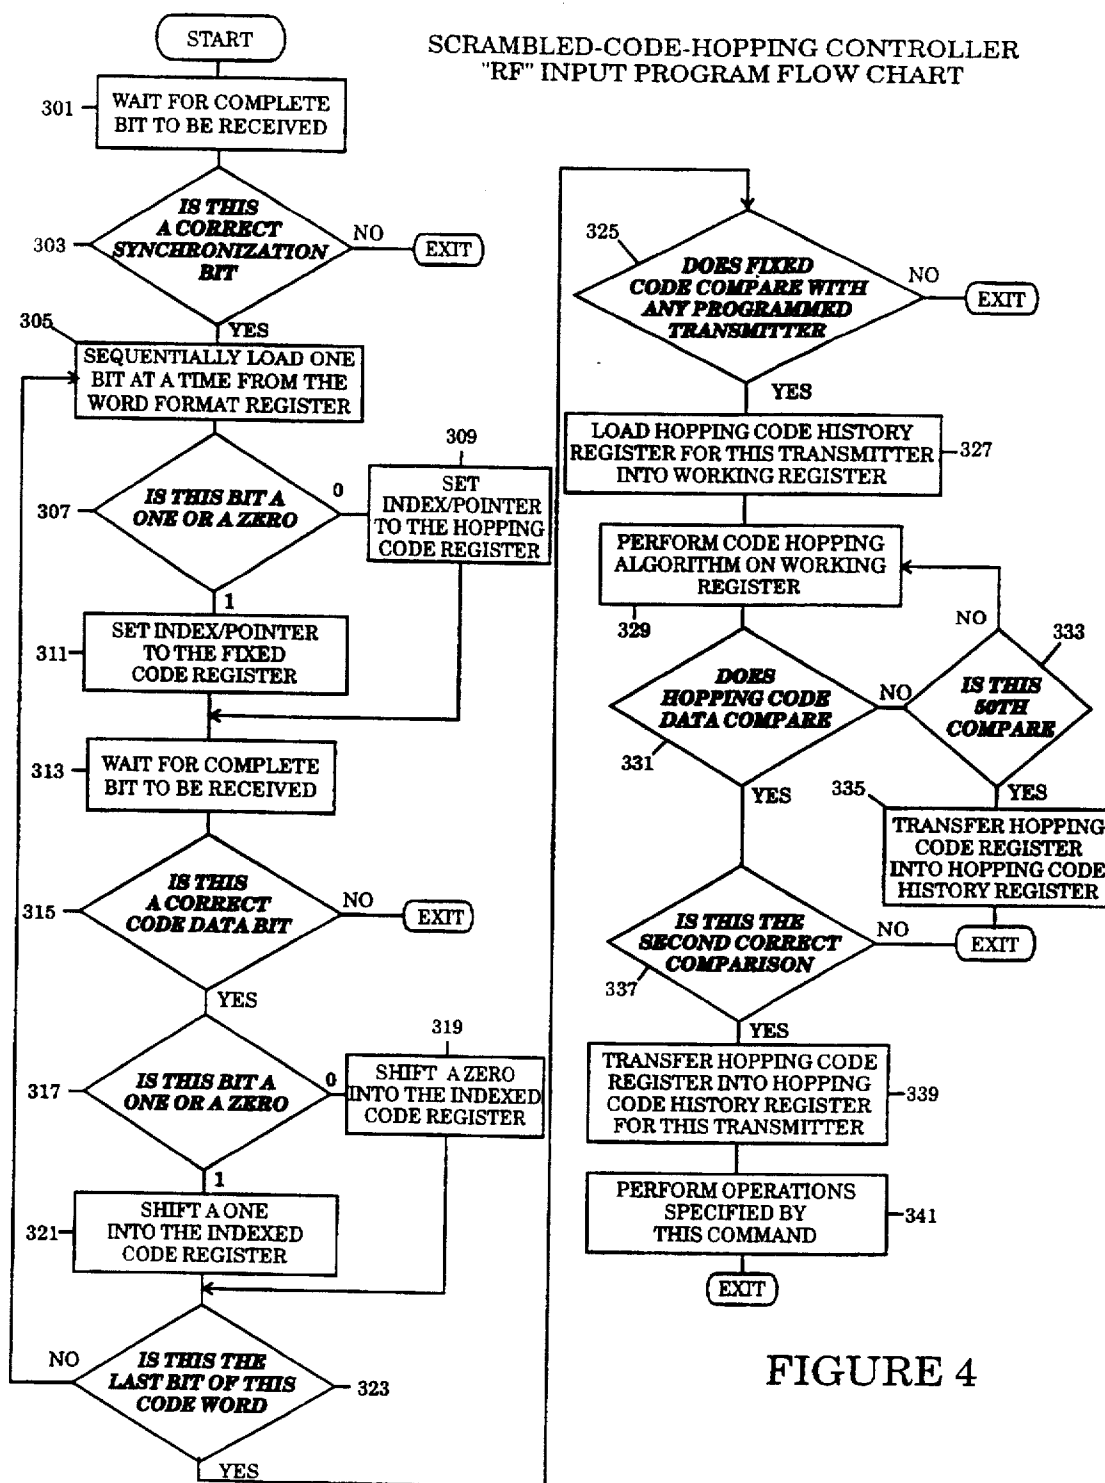 SCRAMBLED-CODE-HOPPING CONTROLLER
"RF" INPUT PROGRAM FLOW CHART
START
301
WAIT FOR COMPLETE
BIT TO BE RECEIVED
303
IS THIS
A CORRECT
SYNCHRONIZATION
BIT
NO
EXIT
YES
305
SEQUENTIALLY LOAD ONE
BIT AT A TIME FROM THE
WORD FORMAT REGISTER
307
IS THIS BIT A
ONE OR A ZERO
0
309
SET
INDEX/POINTER
TO THE HOPPING
CODE REGISTER
1
311
SET INDEX/POINTER
TO THE FIXED
CODE REGISTER
313
WAIT FOR COMPLETE
BIT TO BE RECEIVED
315
IS THIS
A CORRECT
CODE DATA BIT
NO
EXIT
YES
317
IS THIS BIT A
ONE OR A ZERO
0
319
SHIFT A ZERO
INTO THE INDEXED
CODE REGISTER
1
321
SHIFT A ONE
INTO THE INDEXED
CODE REGISTER
NO
IS THIS THE
LAST BIT OF THIS
CODE WORD
323
YES
325
DOES FIXED
CODE COMPARE WITH
ANY PROGRAMMED
TRANSMITTER
NO
EXIT
YES
LOAD HOPPING CODE HISTORY
REGISTER FOR THIS TRANSMITTER
INTO WORKING REGISTER
327
PERFORM CODE HOPPING
ALGORITHM ON WORKING
REGISTER
329
DOES
HOPPING CODE
DATA COMPARE
331
NO
NO
333
IS THIS
50TH
COMPARE
YES
YES
335
TRANSFER HOPPING
CODE REGISTER
INTO HOPPING CODE
HISTORY REGISTER
EXIT
IS THIS THE
SECOND CORRECT
COMPARISON
337
NO
YES
TRANSFER HOPPING CODE
REGISTER INTO HOPPING
CODE HISTORY REGISTER
FOR THIS TRANSMITTER
339
PERFORM OPERATIONS
SPECIFIED BY
THIS COMMAND
341
EXIT
FIGURE 4